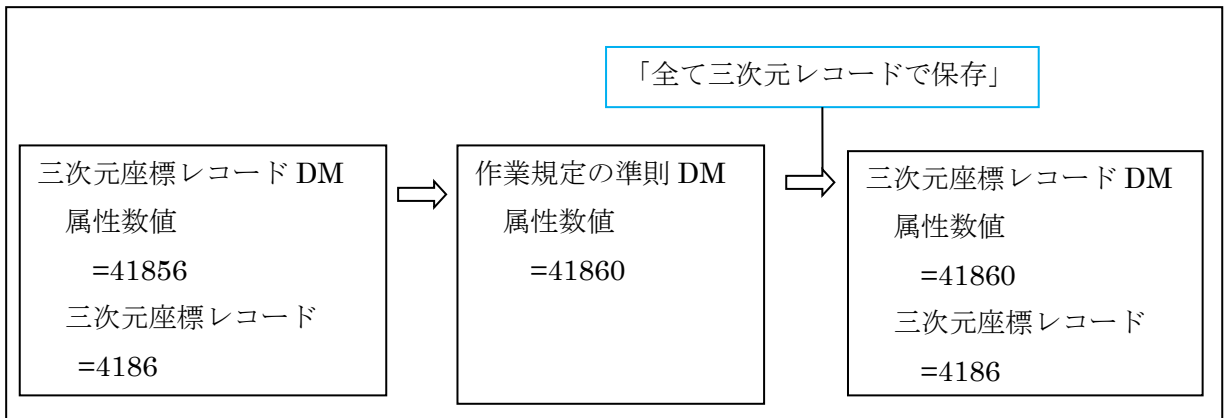 「全て三次元レコードで保存」
三次元座標レコード DM
属性数値
=41856
三次元座標レコード
=4186
作業規定の準則 DM
属性数値
=41860
三次元座標レコード DM
属性数値
=41860
三次元座標レコード
=4186